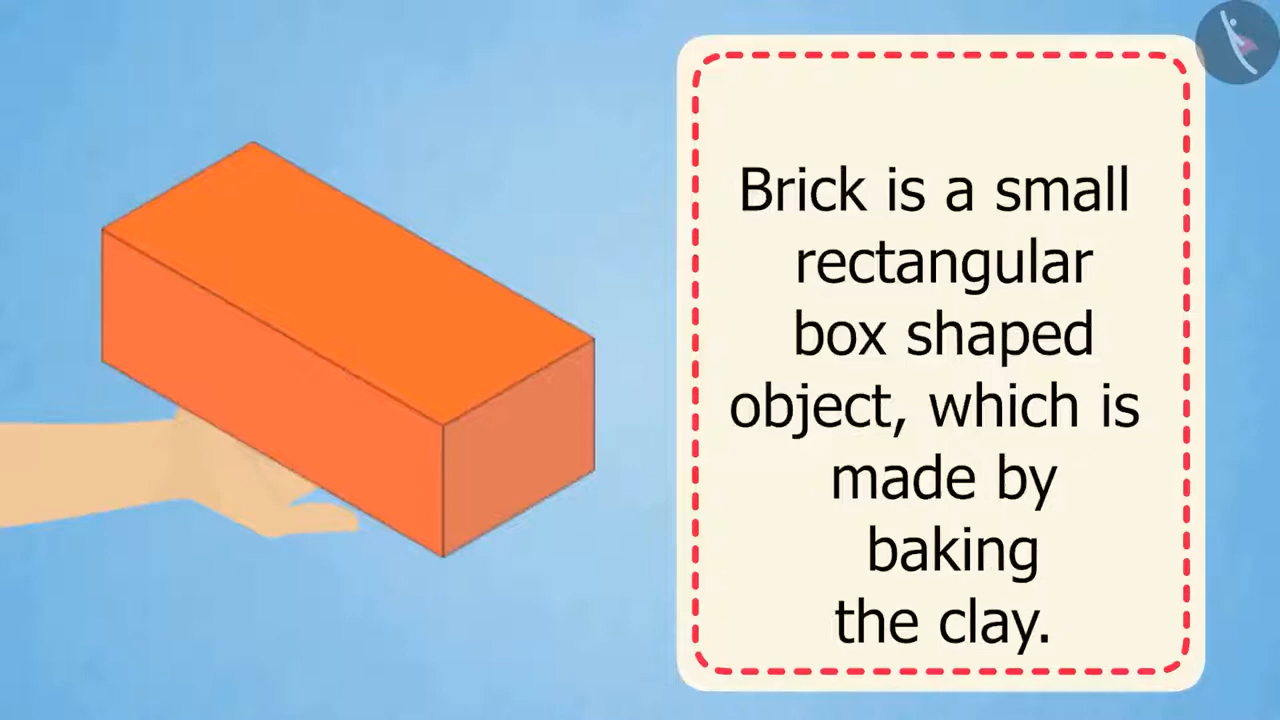 Brick is a small
rectangular
box shaped
object, which is
made by
baking
the clay.